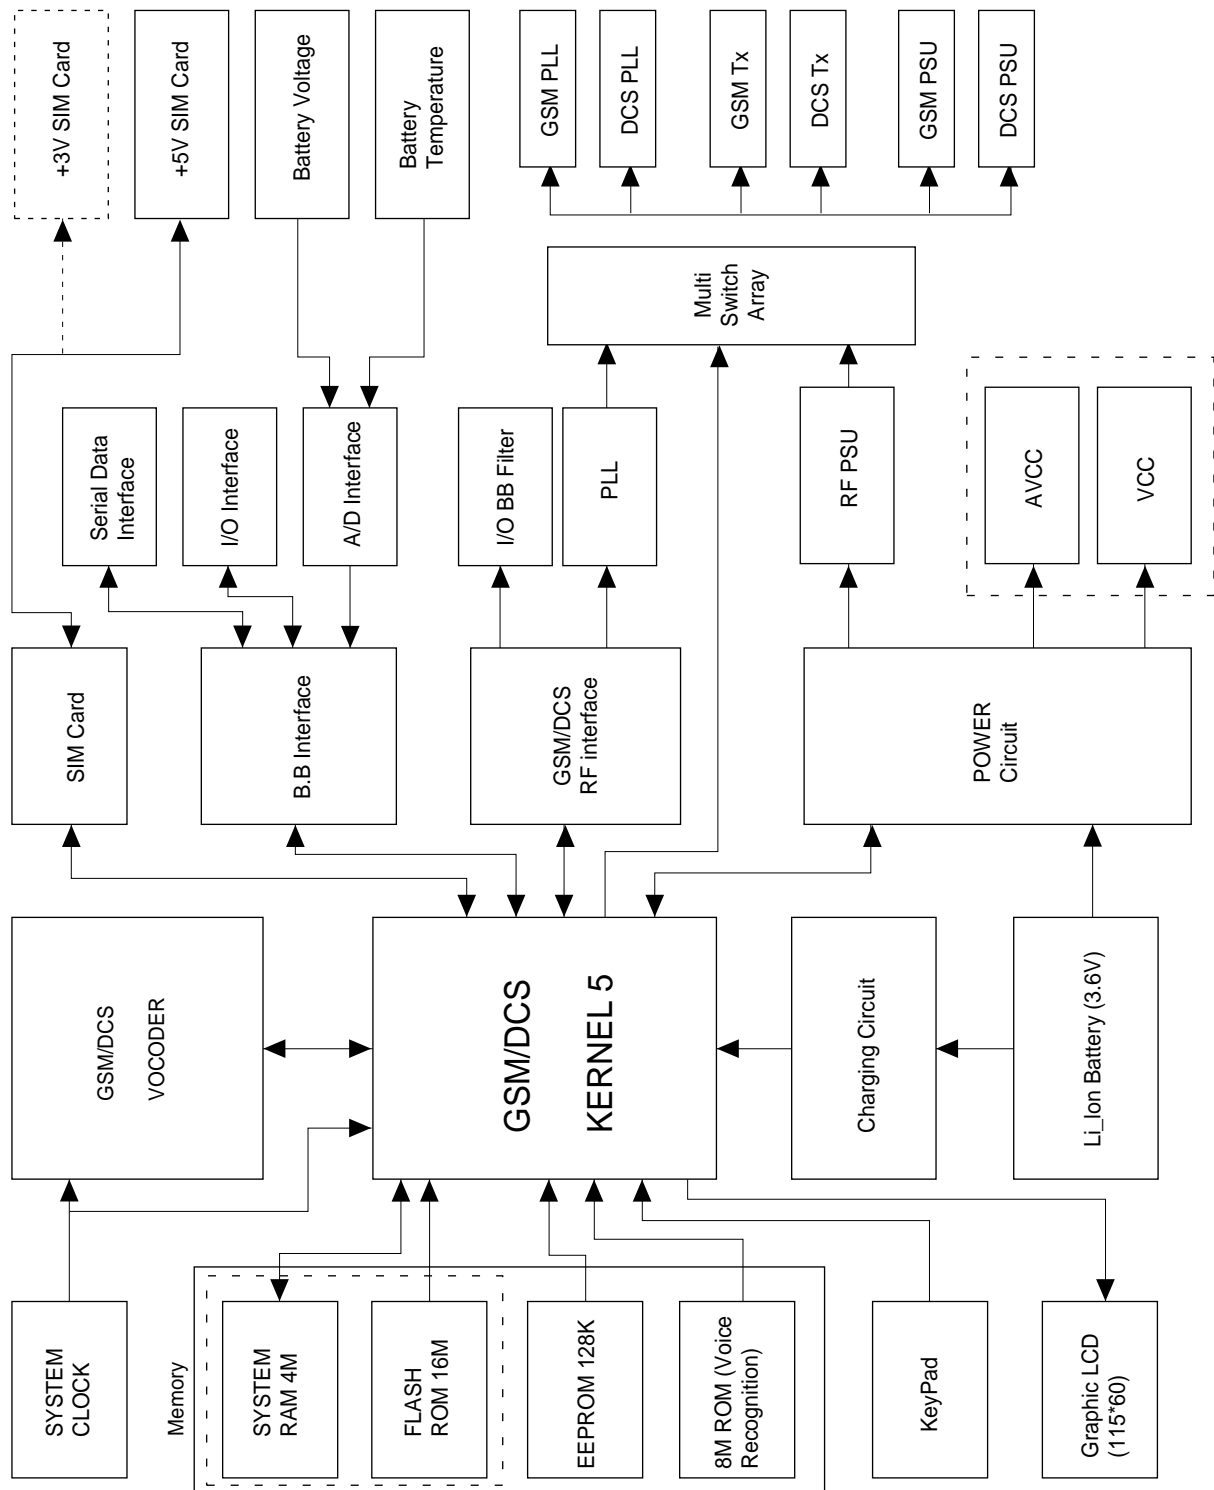 +3V SIM Card
+5V SIM Card
Battery Voltage
Battery
Temperature
GSM PLL
DCS PLL
GSM Tx
DCS Tx
GSM PSU
DCS PSU
Multi
Switch
Array
Serial Data
Interface
I/O Interface
A/D Interface
I/O BB Filter
PLL
RF PSU
AVCC
VCC
SIM Card
B.B Interface
GSM/DCS
RF interface
POWER
Circuit
GSM/DCS
VOCODER
GSM/DCS
KERNEL 5
Charging Circuit
Li_Ion Battery (3.6V)
SYSTEM
CLOCK
Memory
SYSTEM
RAM 4M
FLASH
ROM 16M
EEPROM 128K
8M ROM (Voice
Recognition)
KeyPad
Graphic LCD
(115*60)